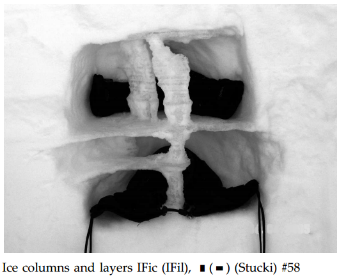 Ice columns and layers IFic (IFil), ▮ (▬) (Stucki) #58